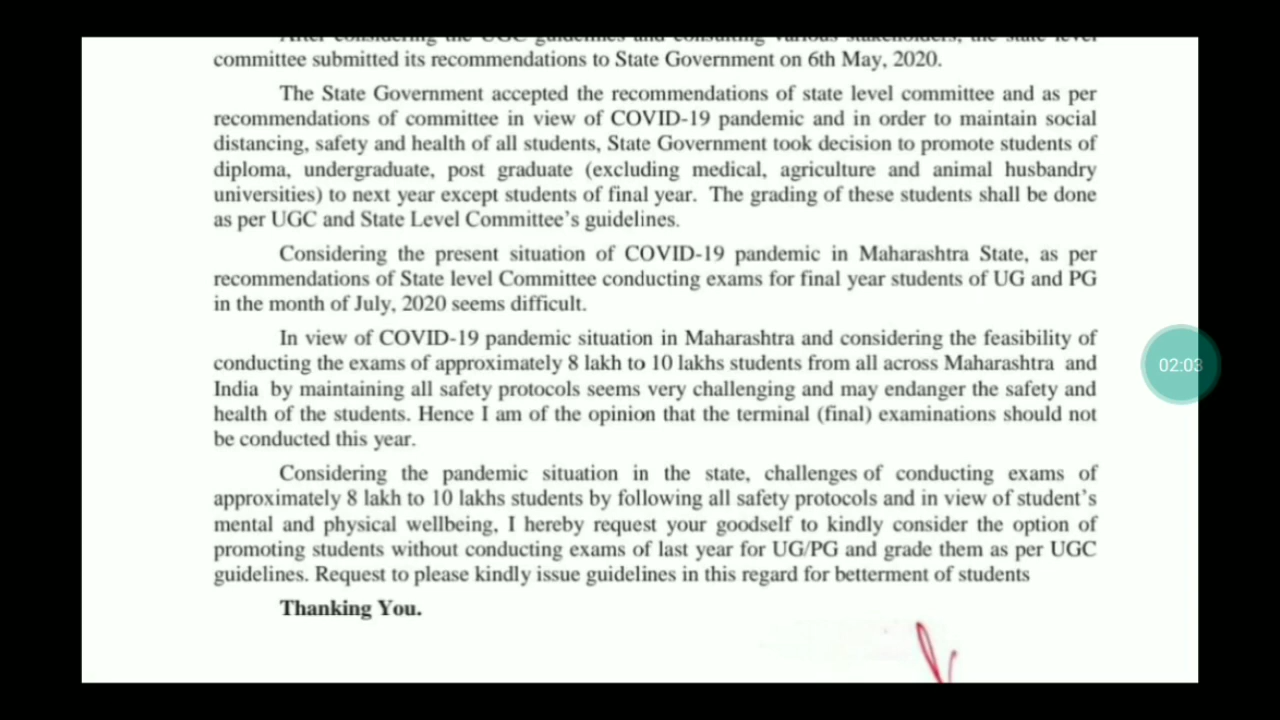 After considering the UGC guidelines and consulting various stakeholders, the state level
committee submitted its recommendations to State Government on 6th May, 2020.
The State Government accepted the recommendations of state level committee and as per
recommendations of committee in view of COVID-19 pandemic and in order to maintain social
distancing, safety and health of all students, State Government took decision to promote students of
diploma, undergraduate, post graduate (excluding medical, agriculture and animal husbandry
universities) to next year except students of final year. The grading of these students shall be done
as per UGC and State Level Committee's guidelines.
Considering the present situation of COVID-19 pandemic in Maharashtra State, as per
recommendations of State level Committee conducting exams for final year students of UG and PG
in the month of July, 2020 seems difficult.
In view of COVID-19 pandemic situation in Maharashtra and considering the feasibility of
conducting the exams of approximately 8 lakh to 10 lakhs students from all across Maharashtra and
India by maintaining all safety protocols seems very challenging and may endanger the safety and
health of the students. Hence I am of the opinion that the terminal (final) examinations should not
be conducted this year.
Considering the pandemic situation in the state, challenges of conducting exams of
approximately 8 lakh to 10 lakhs students by following all safety protocols and in view of student's
mental and physical wellbeing, I hereby request your goodself to kindly consider the option of
promoting students without conducting exams of last year for UG/PG and grade them as per UGC
guidelines. Request to please kindly issue guidelines in this regard for betterment of students
Thanking You.
02:03